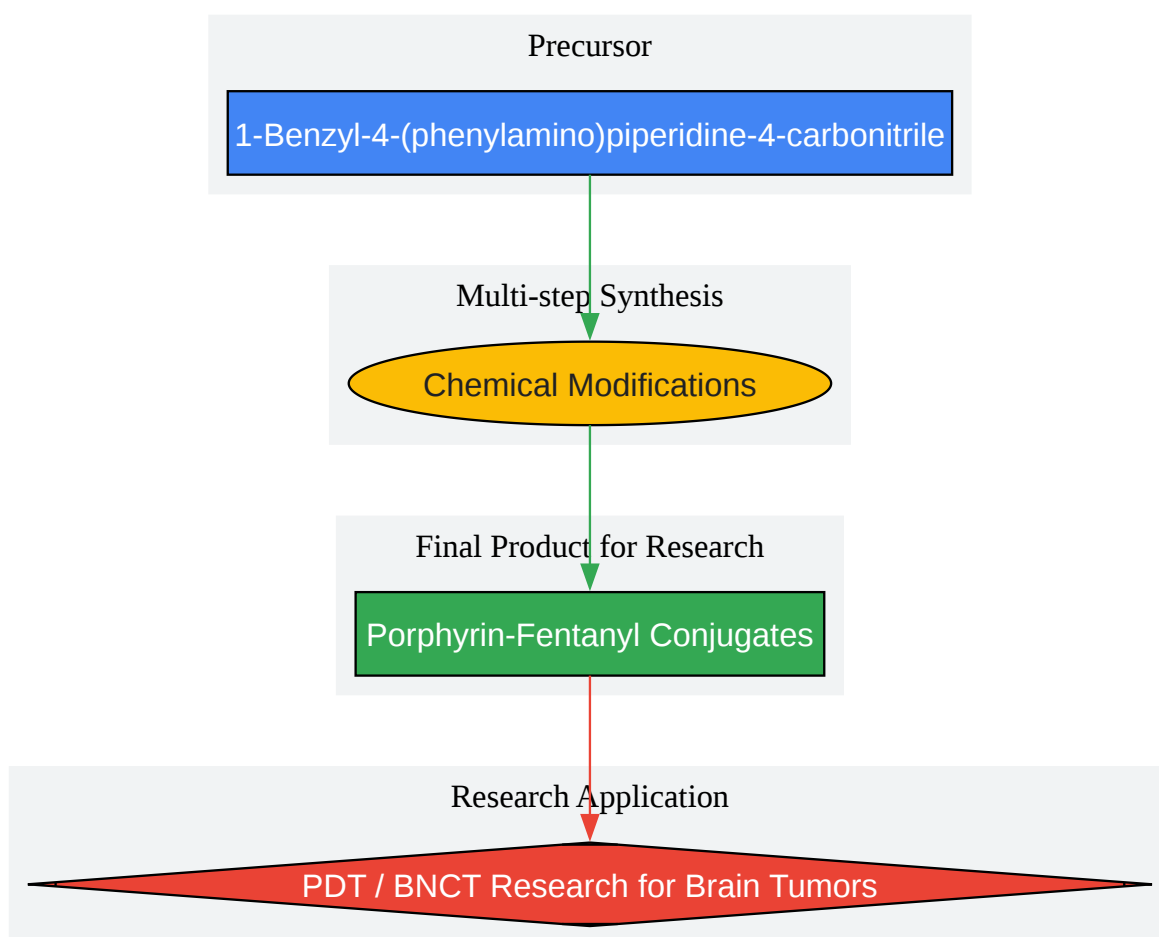 Precursor
1-Benzyl-4-(phenylamino)piperidine-4-carbonitrile
Multi-step Synthesis
Chemical Modifications
Final Product for Research
Porphyrin-Fentanyl Conjugates
Research Application
PDT / BNCT Research for Brain Tumors